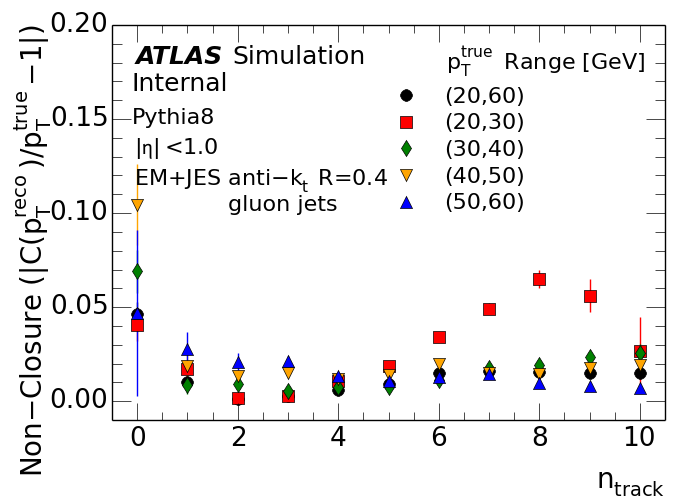 Non−Closure (|C(p_T^reco)/p_T^true −1|)
0.20
0.15
0.10
0.05
0.00
ATLAS Simulation
Internal
Pythia8
|η| <1.0
EM+JES anti−k_t R=0.4
gluon jets
p_T^true Range [GeV]
(20,60)
(20,30)
(30,40)
(40,50)
(50,60)
0 2 4 6 8 10
n_track